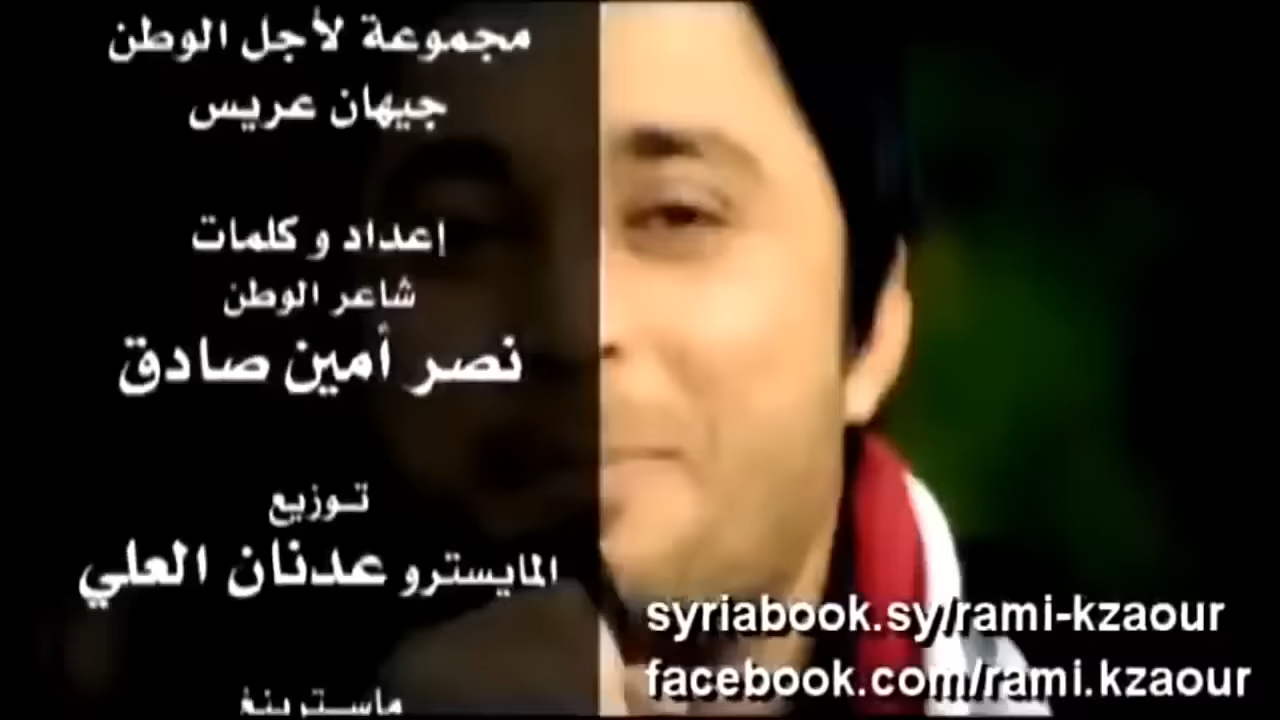 مجموعة لأجل الوطن
جيهان عريس
إعداد و كلمات
شاعر الوطن
نصر أمين صادق
توزيع
المايسترو عدنان العلي
ماسترينغ
syriabook.sy/rami-kzaour
facebook.com/rami.kzaour